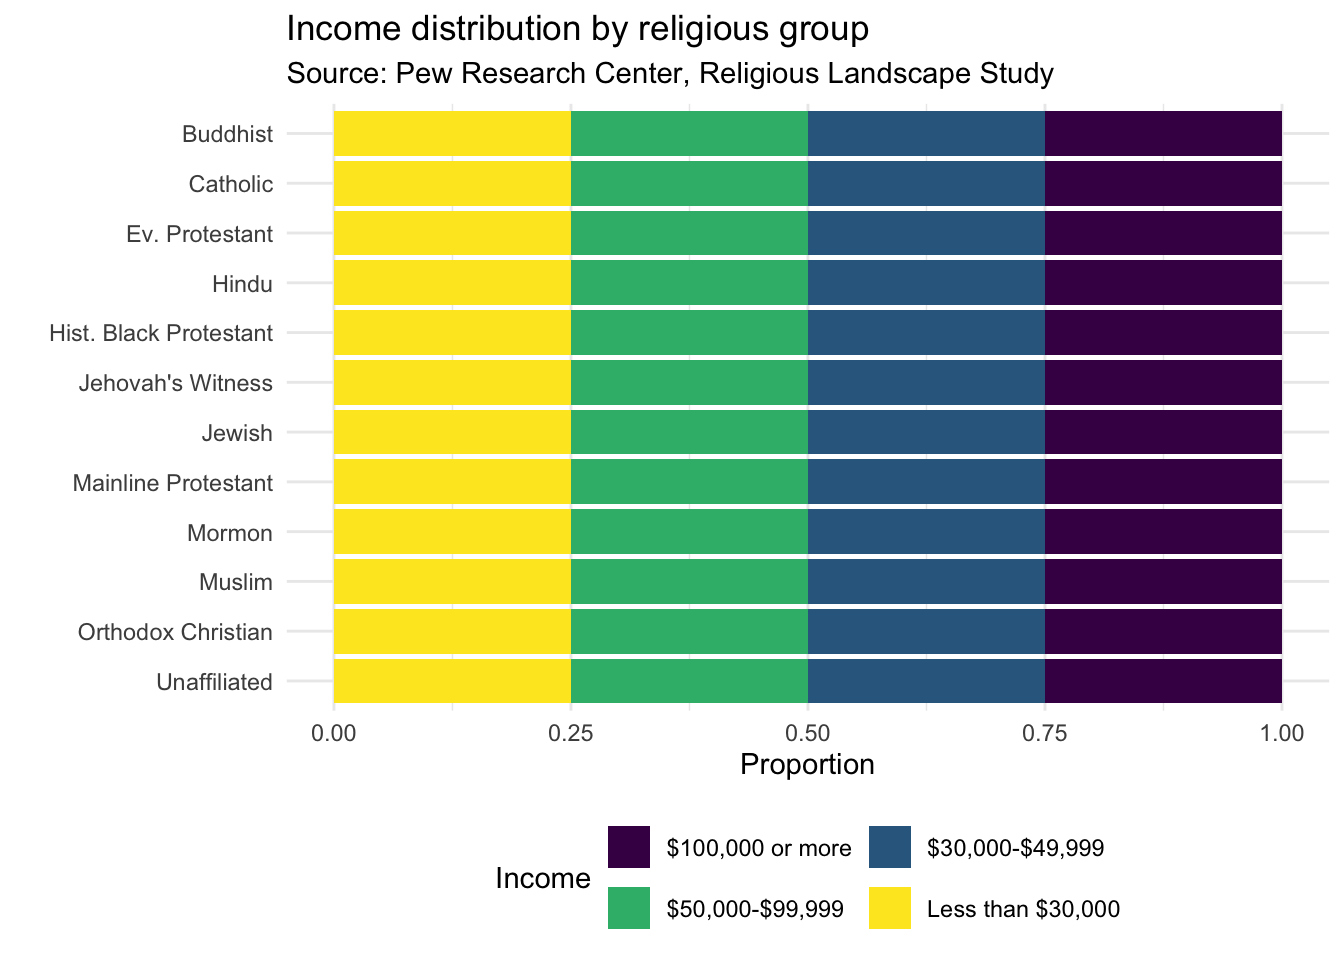 Income distribution by religious group
Source: Pew Research Center, Religious Landscape Study
Buddhist
Catholic
Ev. Protestant
Hindu
Hist. Black Protestant
Jehovah's Witness
Jewish
Mainline Protestant
Mormon
Muslim
Orthodox Christian
Unaffiliated
0.00 0.25 0.50 0.75 1.00
Proportion
Income
$100,000 or more $30,000-$49,999
$50,000-$99,999 Less than $30,000